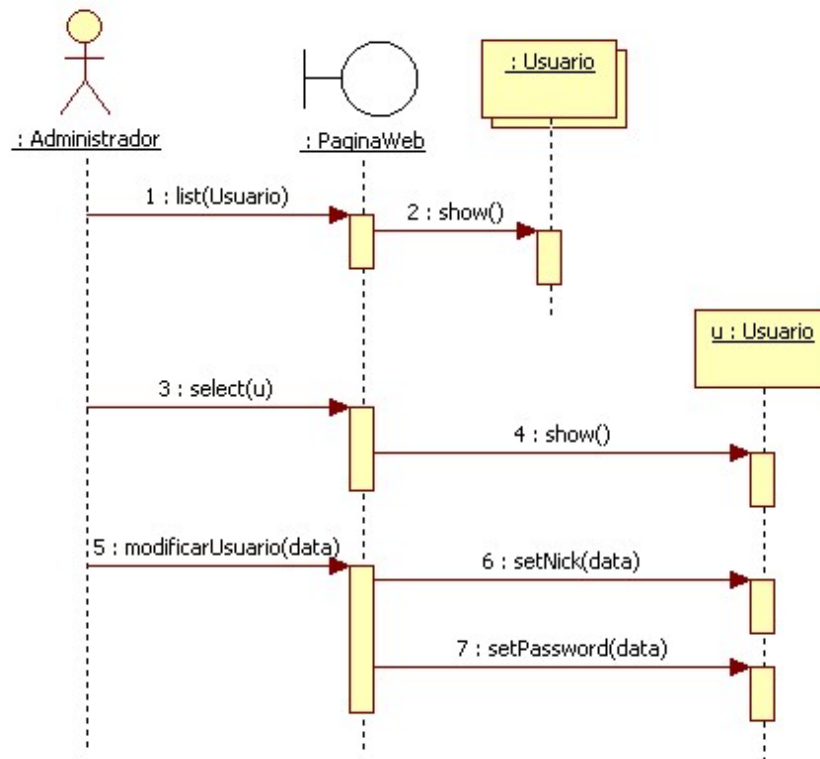 : Usuario
: Administrador
: PaginaWeb
1 : list(Usuario)
2 : show()
u : Usuario
3 : select(u)
4 : show()
5 : modificarUsuario(data)
6 : setNick(data)
7 : setPassword(data)